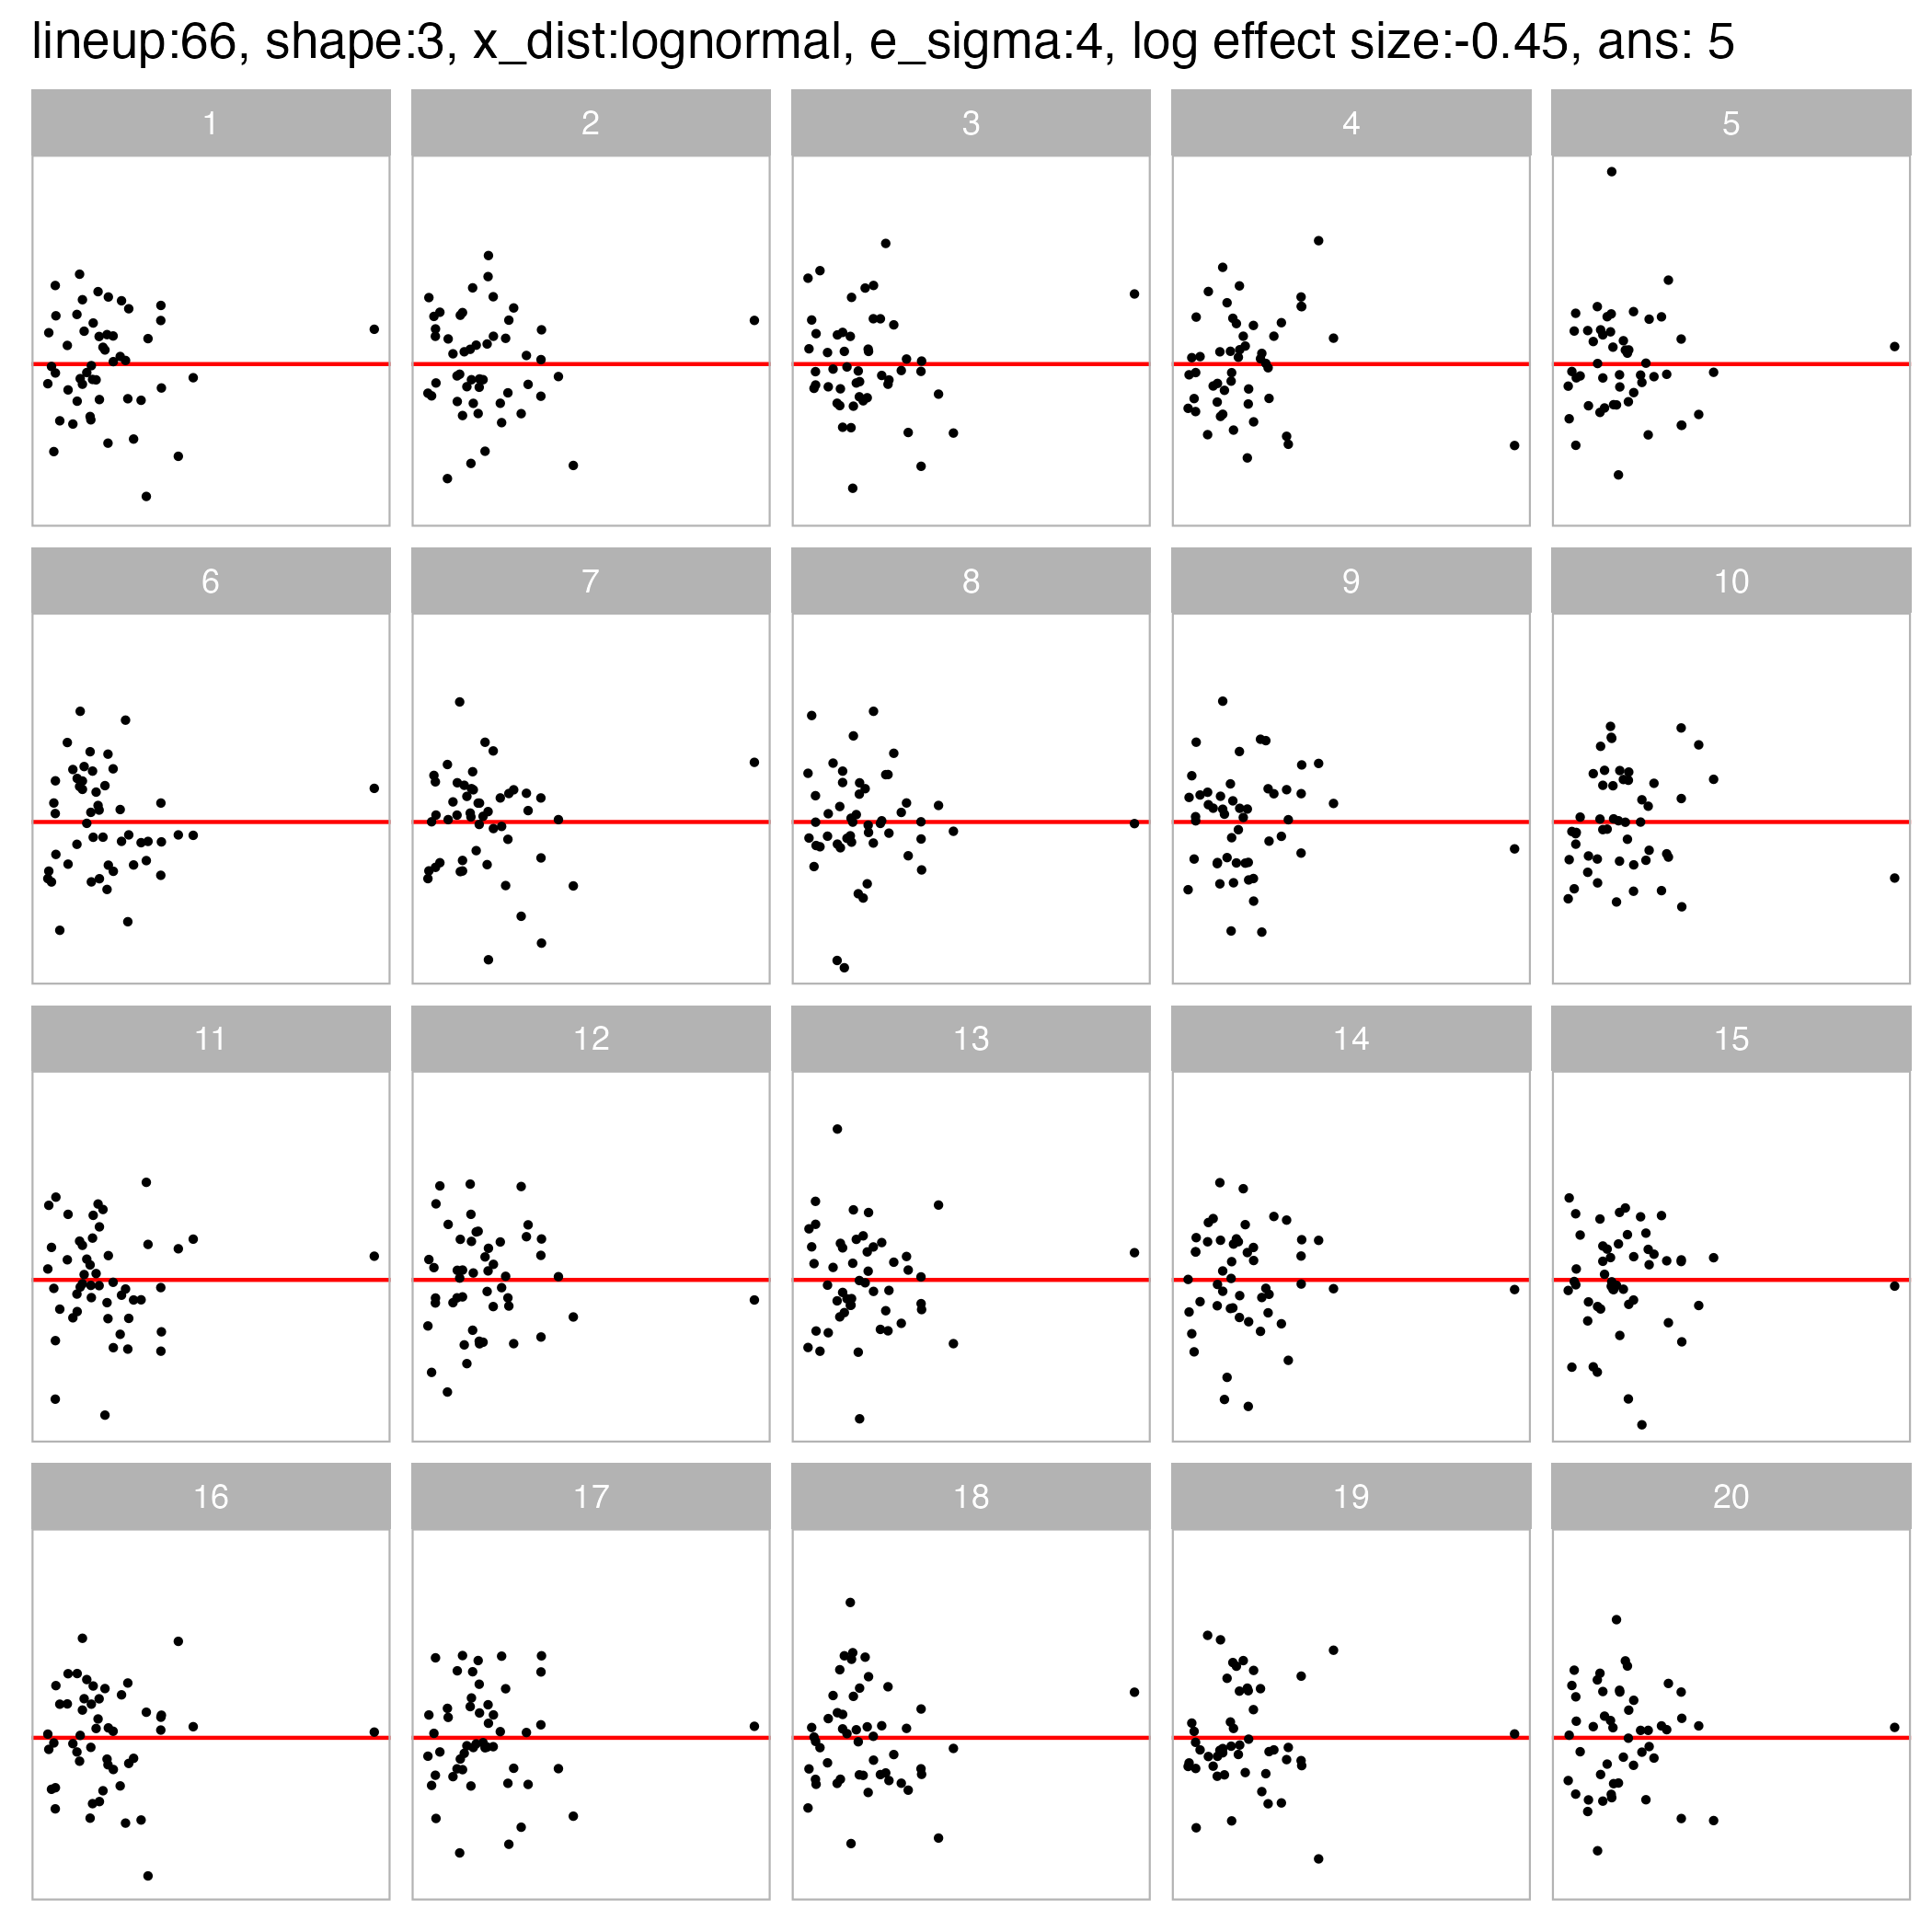 lineup:66, shape:3, x_dist:lognormal, e_sigma:4, log effect size:-0.45, ans: 5
1 2 3 4 5
6 7 8 9 10
11 12 13 14 15
16 17 18 19 20